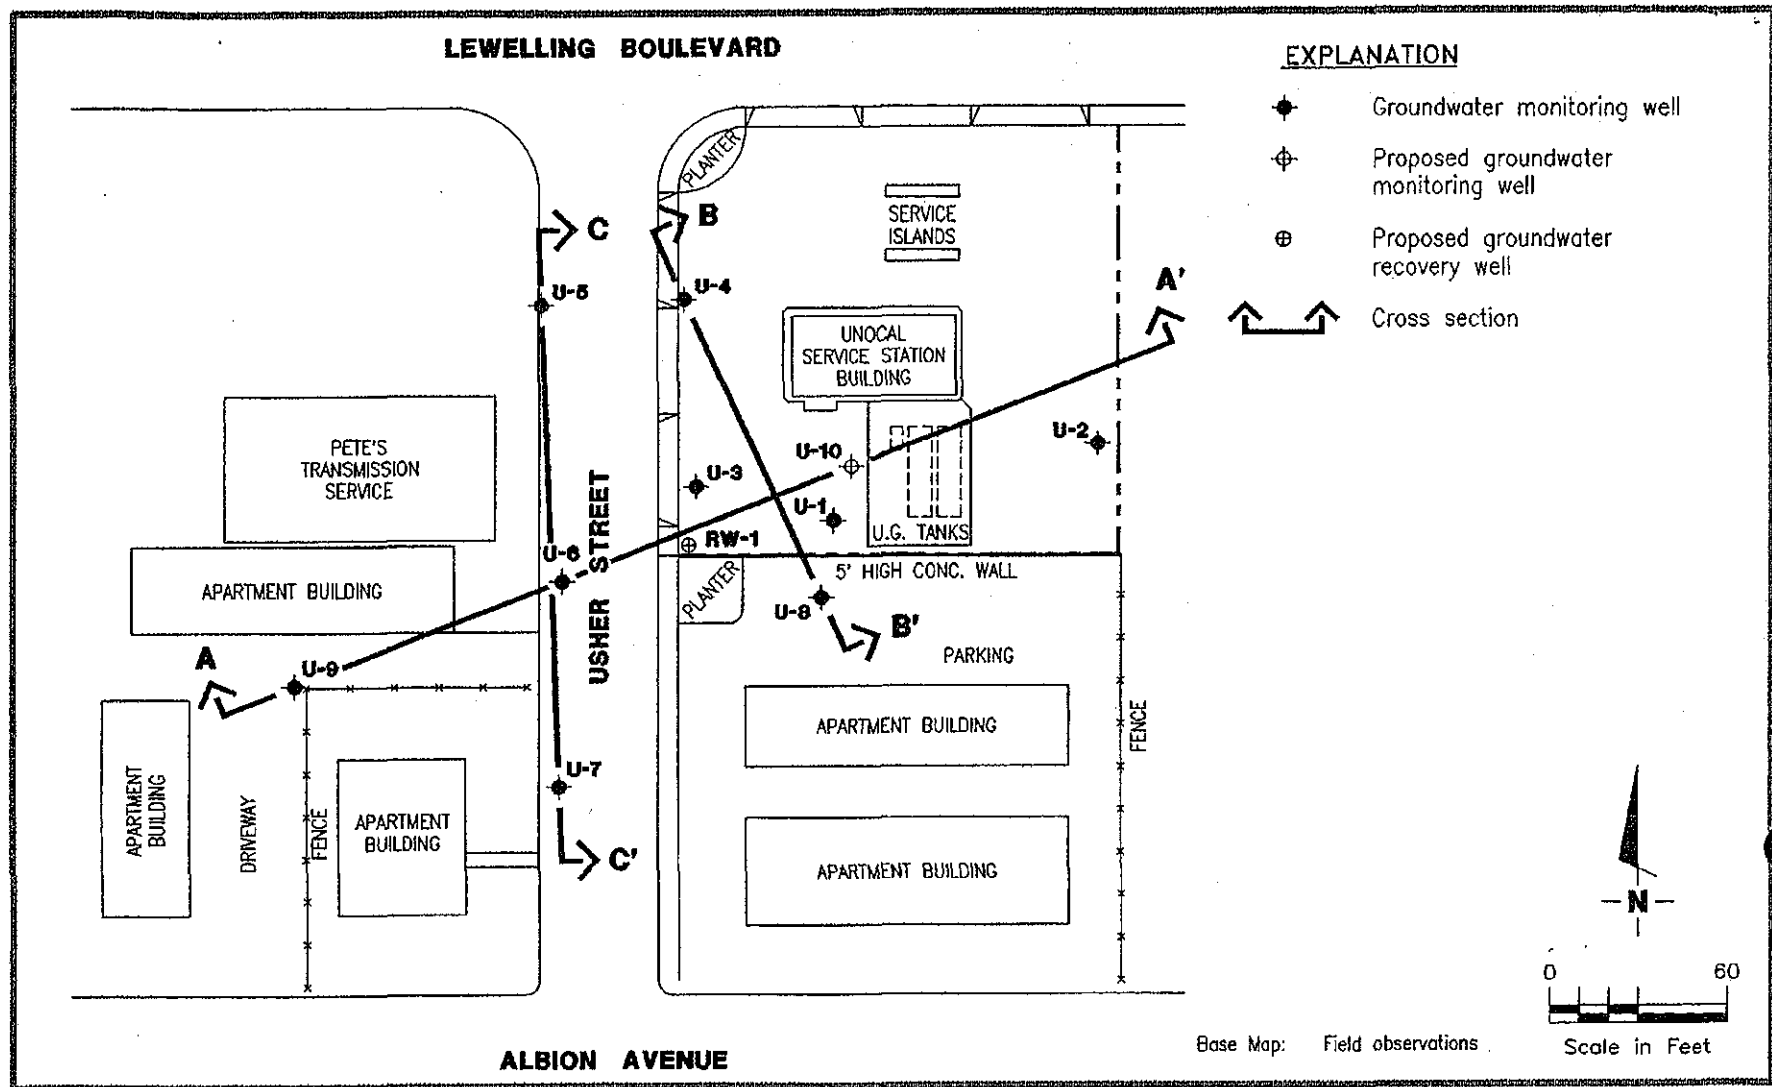 LEWELLING BOULEVARD
EXPLANATION
Groundwater monitoring well
Proposed groundwater
monitoring well
Proposed groundwater
recovery well
Cross section
PLANTER
SERVICE
ISLANDS
C
B
A'
U-5
U-4
UNOCAL
SERVICE STATION
BUILDING
PETE'S
TRANSMISSION
SERVICE
U-10
U-2
U-3
U-1
U.G. TANKS
RW-1
USHER STREET
U-6
5' HIGH CONC. WALL
APARTMENT BUILDING
PLANTER
U-8
B'
PARKING
A
U-9
APARTMENT BUILDING
FENCE
U-7
APARTMENT
BUILDING
DRIVEWAY
FENCE
APARTMENT
BUILDING
C'
APARTMENT BUILDING
N
0 60
Scale in Feet
Base Map: Field observations
ALBION AVENUE